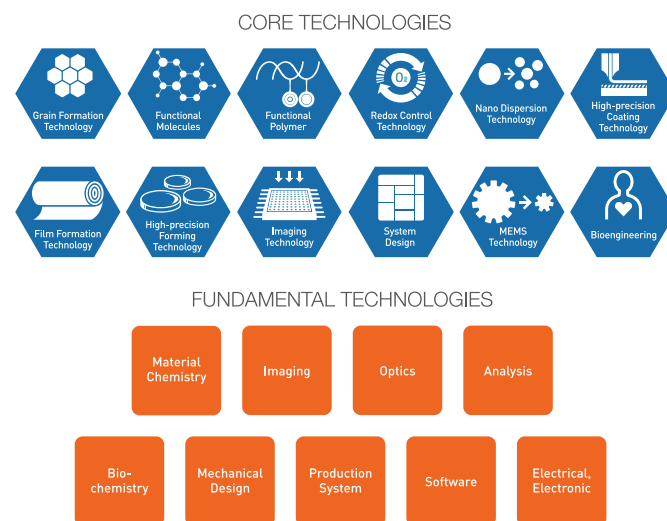 CORE TECHNOLOGIES
Grain Formation
Technology
Functional
Molecules
Functional
Polymer
O2
Redox Control
Technology
Nano Dispersion
Technology
High-precision
Coating
Technology
Film Formation
Technology
High-precision
Forming
Technology
Imaging
Technology
System
Design
MEMS
Technology
Bioengineering
FUNDAMENTAL TECHNOLOGIES
Material
Chemistry
Imaging
Optics
Analysis
Bio-
chemistry
Mechanical
Design
Production
System
Software
Electrical,
Electronic